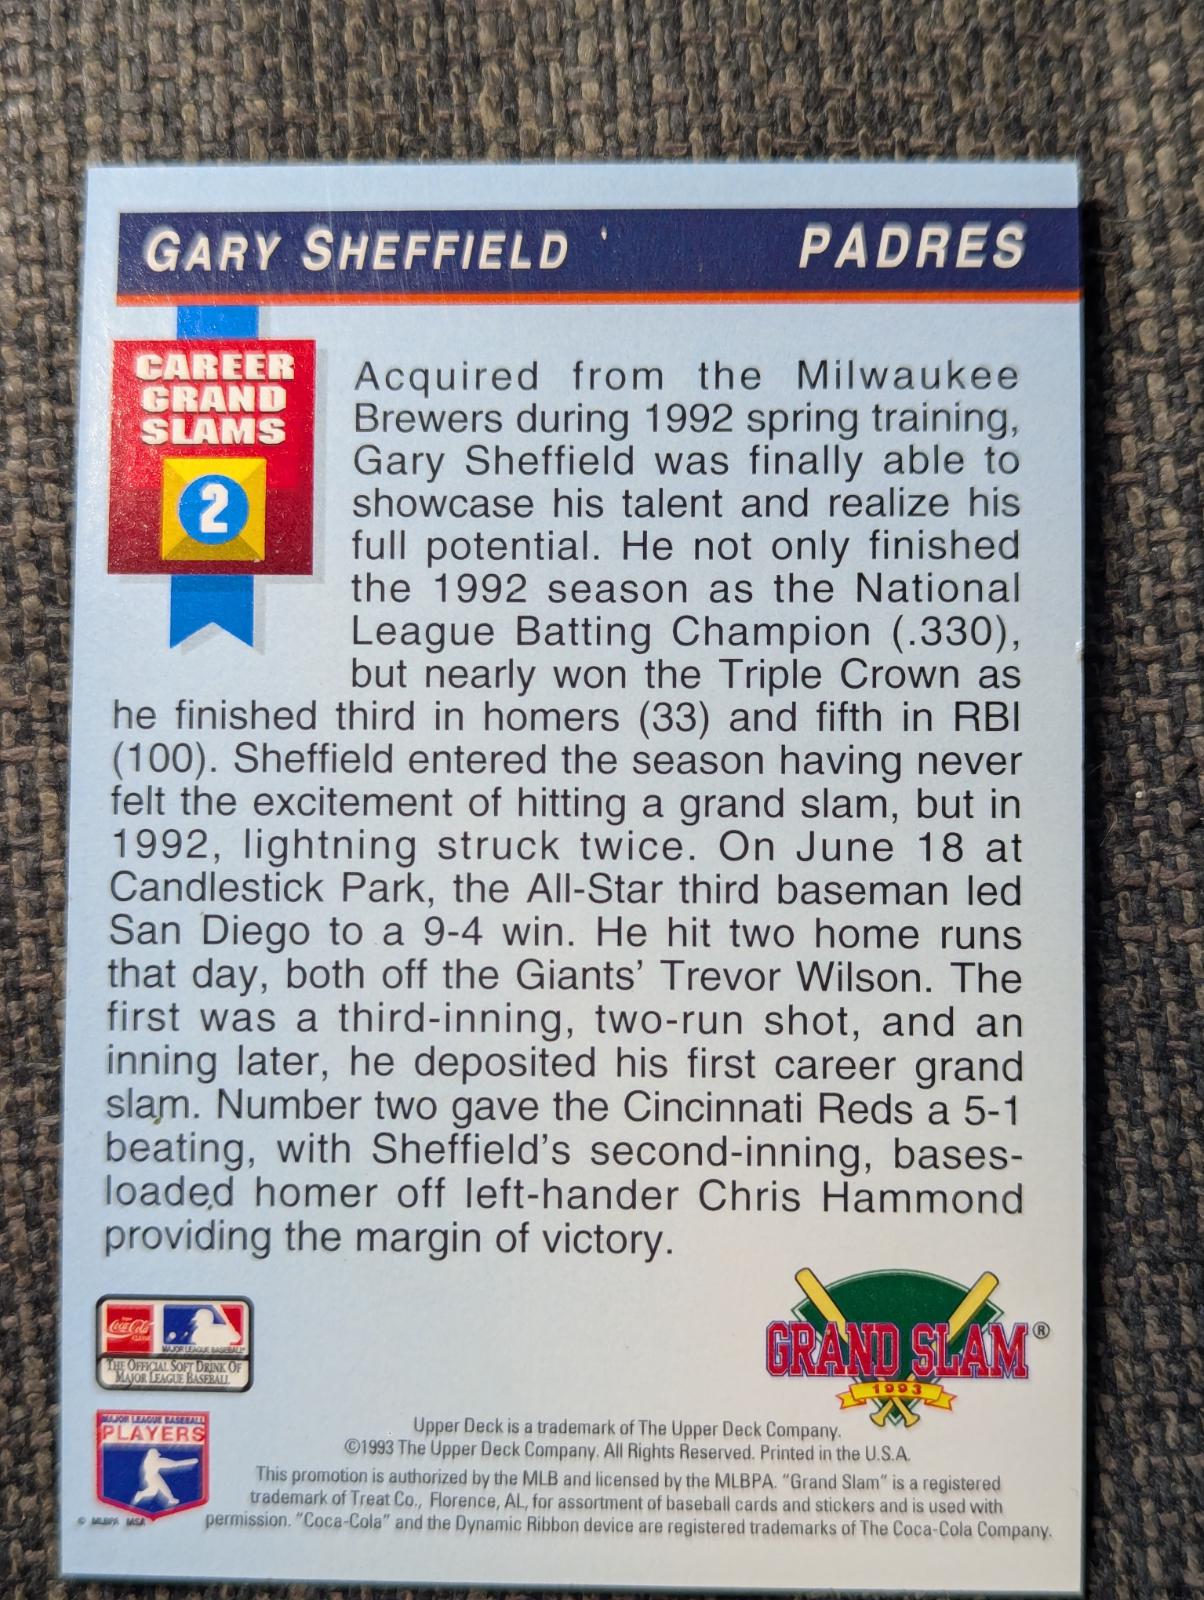 GARY SHEFFIELD PADRES
CAREER
GRAND
SLAMS
2
Acquired from the Milwaukee
Brewers during 1992 spring training,
Gary Sheffield was finally able to
showcase his talent and realize his
full potential. He not only finished
the 1992 season as the National
League Batting Champion (.330),
but nearly won the Triple Crown as
he finished third in homers (33) and fifth in RBI
(100). Sheffield entered the season having never
felt the excitement of hitting a grand slam, but in
1992, lightning struck twice. On June 18 at
Candlestick Park, the All-Star third baseman led
San Diego to a 9-4 win. He hit two home runs
that day, both off the Giants' Trevor Wilson. The
first was a third-inning, two-run shot, and an
inning later, he deposited his first career grand
slam. Number two gave the Cincinnati Reds a 5-1
beating, with Sheffield's second-inning, bases-
loaded homer off left-hander Chris Hammond
providing the margin of victory.
Coca-Cola
CLASSIC
MAJOR LEAGUE BASEBALL
THE OFFICIAL SOFT DRINK OF
MAJOR LEAGUE BASEBALL
GRAND SLAM®
1993
MAJOR LEAGUE BASEBALL
PLAYERS
© MLBPA MSA
Upper Deck is a trademark of The Upper Deck Company.
©1993 The Upper Deck Company. All Rights Reserved. Printed in the U.S.A.
This promotion is authorized by the MLB and licensed by the MLBPA. "Grand Slam" is a registered
trademark of Treat Co., Florence, AL, for assortment of baseball cards and stickers and is used with
permission. "Coca-Cola" and the Dynamic Ribbon device are registered trademarks of The Coca-Cola Company.